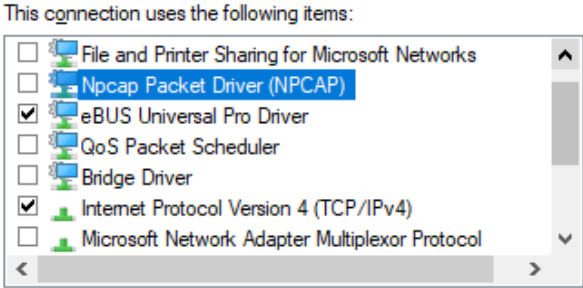 This connection uses the following items:
File and Printer Sharing for Microsoft Networks
Npcap Packet Driver (NPCAP)
eBUS Universal Pro Driver
QoS Packet Scheduler
Bridge Driver
Internet Protocol Version 4 (TCP/IPv4)
Microsoft Network Adapter Multiplexor Protocol